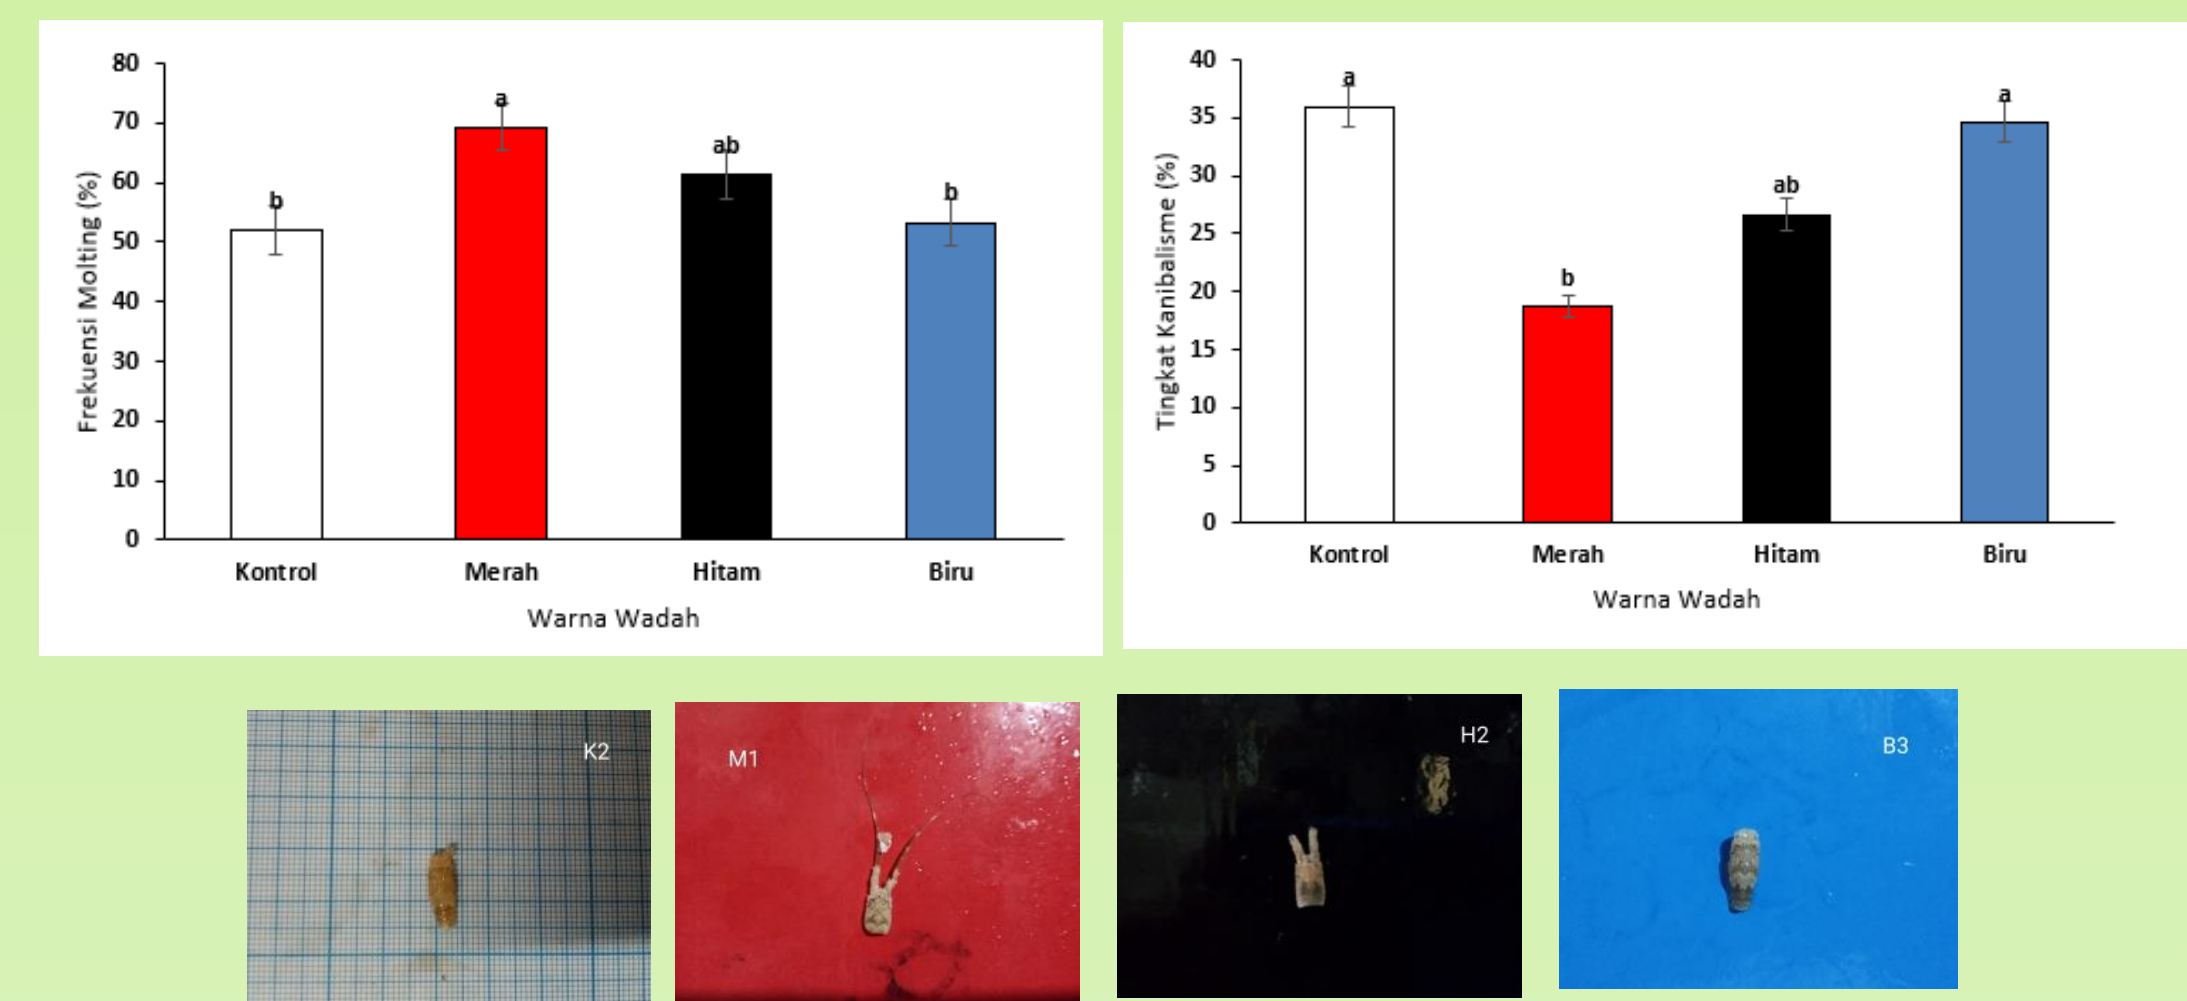 80
70
60
50
40
30
20
10
0
Frekuensi Molting (%)
b
a
ab
b
Kontrol
Merah
Hitam
Biru
Warna Wadah
40
35
30
25
20
15
10
5
0
Tingkat Kanibalisme (%)
a
b
ab
a
Kontrol
Merah
Hitam
Biru
Warna Wadah
K2
M1
H2
B3